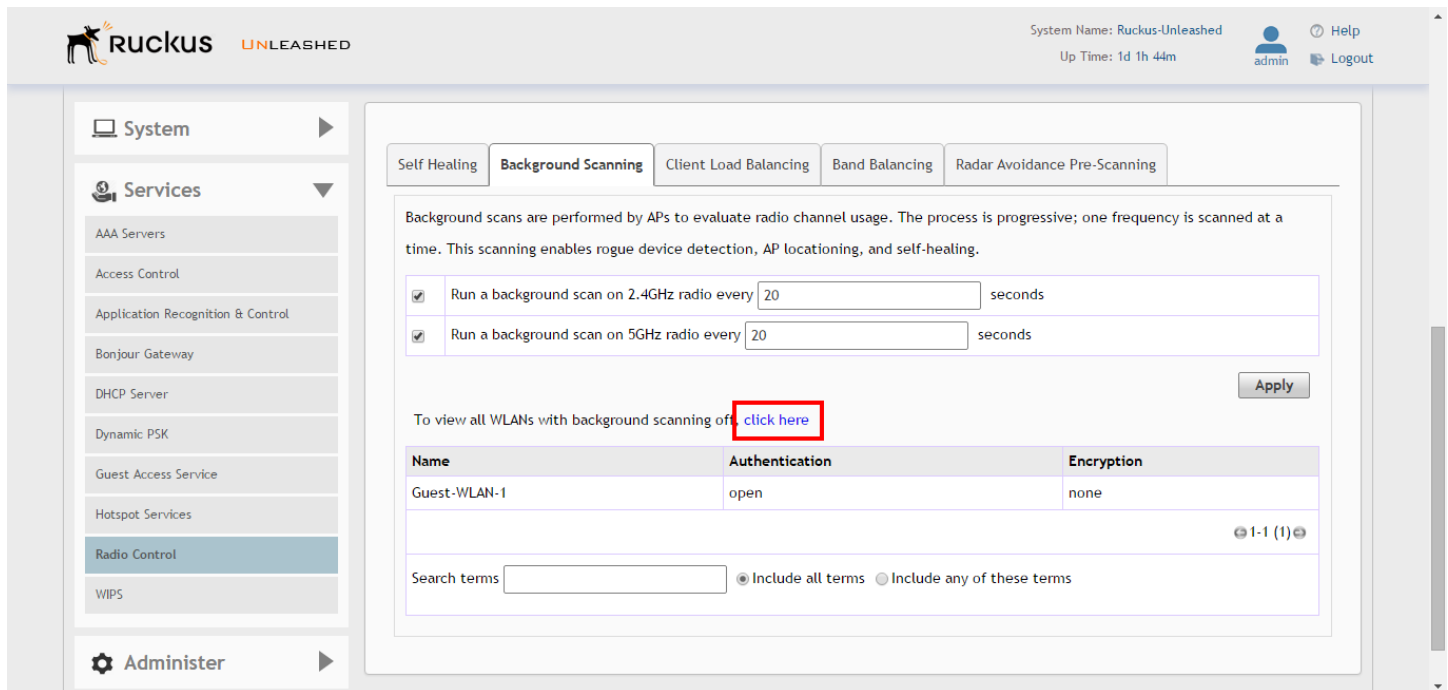 RUCKUS UNLEASHED
System Name: Ruckus-Unleashed
Up Time: 1d 1h 44m
admin
Help
Logout
System
Services
AAA Servers
Access Control
Application Recognition & Control
Bonjour Gateway
DHCP Server
Dynamic PSK
Guest Access Service
Hotspot Services
Radio Control
WIPS
Administer
Self Healing Background Scanning Client Load Balancing Band Balancing Radar Avoidance Pre-Scanning
Background scans are performed by APs to evaluate radio channel usage. The process is progressive; one frequency is scanned at a
time. This scanning enables rogue device detection, AP locationing, and self-healing.
Run a background scan on 2.4GHz radio every 20 seconds
Run a background scan on 5GHz radio every 20 seconds
Apply
To view all WLANs with background scanning off, click here
Name Authentication Encryption
Guest-WLAN-1 open none
1-1 (1)
Search terms Include all terms Include any of these terms